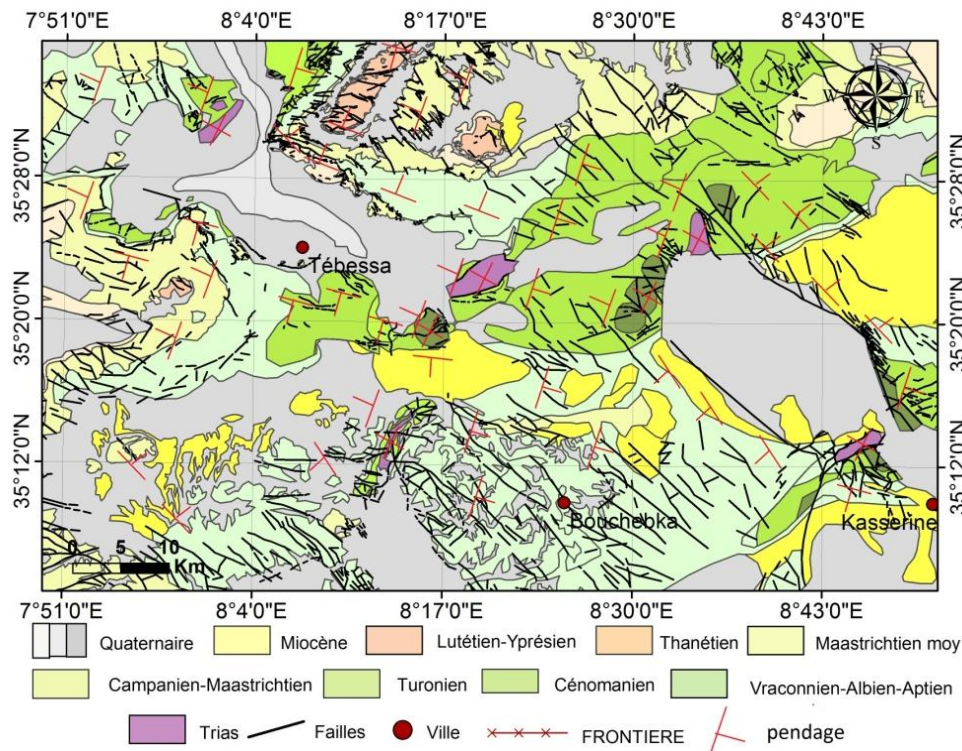 7°51'0"E 8°4'0"E 8°17'0"E 8°30'0"E 8°43'0"E
N
W E
S
35°28'0"N 35°28'0"N
Tébessa
35°20'0"N 35°20'0"N
35°12'0"N 35°12'0"N
Bouchebka
Kasserine
0 5 10
Km
7°51'0"E 8°4'0"E 8°17'0"E 8°30'0"E 8°43'0"E
Quaternaire Miocène Lutétien-Yprésien Thanétien Maastrichtien moy
Campanien-Maastrichtien Turonien Cénomanien Vraconnien-Albien-Aptien
Trias Failles Ville FRONTIERE pendage